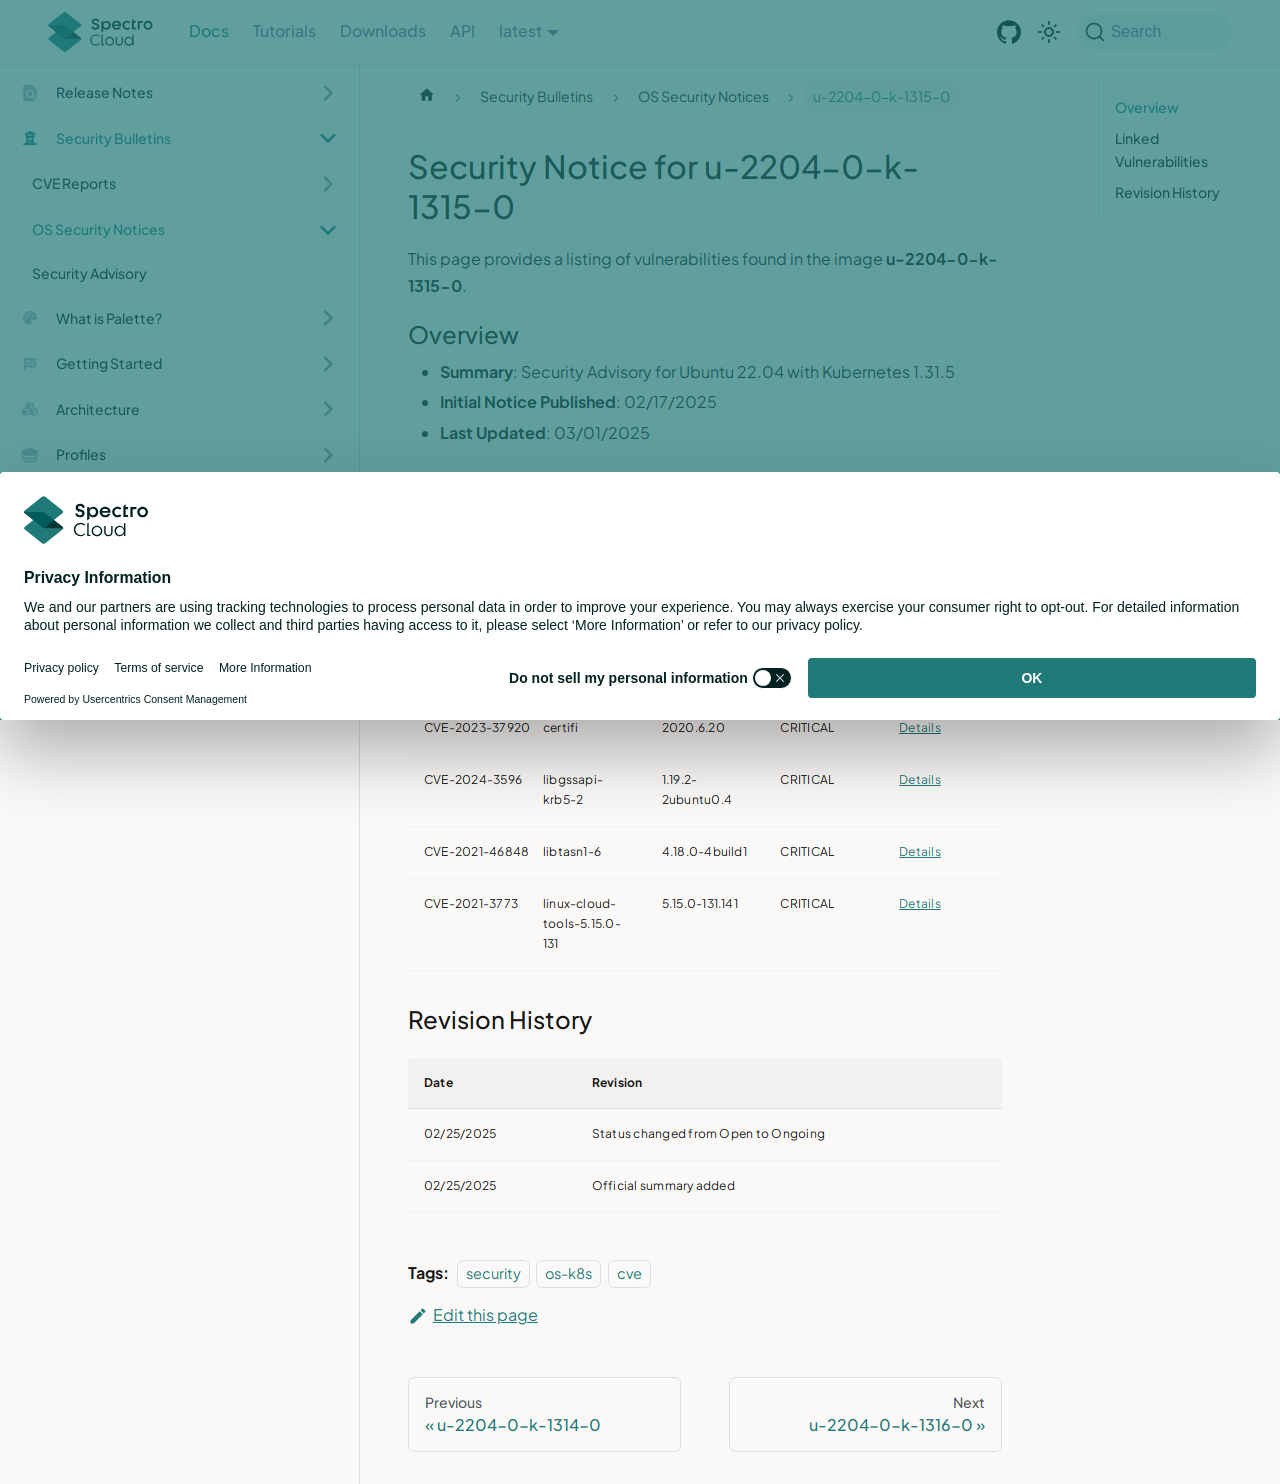 Spectro Cloud
Docs
Tutorials
Downloads
API
latest
Search
Release Notes
Security Bulletins
CVE Reports
OS Security Notices
Security Advisory
What is Palette?
Getting Started
Architecture
Profiles
Security Bulletins
OS Security Notices
u-2204-0-k-1315-0
Security Notice for u-2204-0-k-
1315-0
This page provides a listing of vulnerabilities found in the image u-2204-0-k-
1315-0.
Overview
Summary: Security Advisory for Ubuntu 22.04 with Kubernetes 1.31.5
Initial Notice Published: 02/17/2025
Last Updated: 03/01/2025
Overview
Linked
Vulnerabilities
Revision History
Spectro Cloud
Privacy Information
We and our partners are using tracking technologies to process personal data in order to improve your experience. You may always exercise your consumer right to opt-out. For detailed information
about personal information we collect and third parties having access to it, please select ‘More Information’ or refer to our privacy policy.
Privacy policy
Terms of service
More Information
Powered by Usercentrics Consent Management
Do not sell my personal information
OK
CVE-2023-37920 certifi 2020.6.20 CRITICAL Details
CVE-2024-3596 libgssapi- 1.19.2- CRITICAL Details
krb5-2 2ubuntu0.4
CVE-2021-46848 libtasn1-6 4.18.0-4build1 CRITICAL Details
CVE-2021-3773 linux-cloud- 5.15.0-131.141 CRITICAL Details
tools-5.15.0-
131
Revision History
Date Revision
02/25/2025 Status changed from Open to Ongoing
02/25/2025 Official summary added
Tags: security os-k8s cve
Edit this page
Previous
« u-2204-0-k-1314-0
Next
u-2204-0-k-1316-0 »